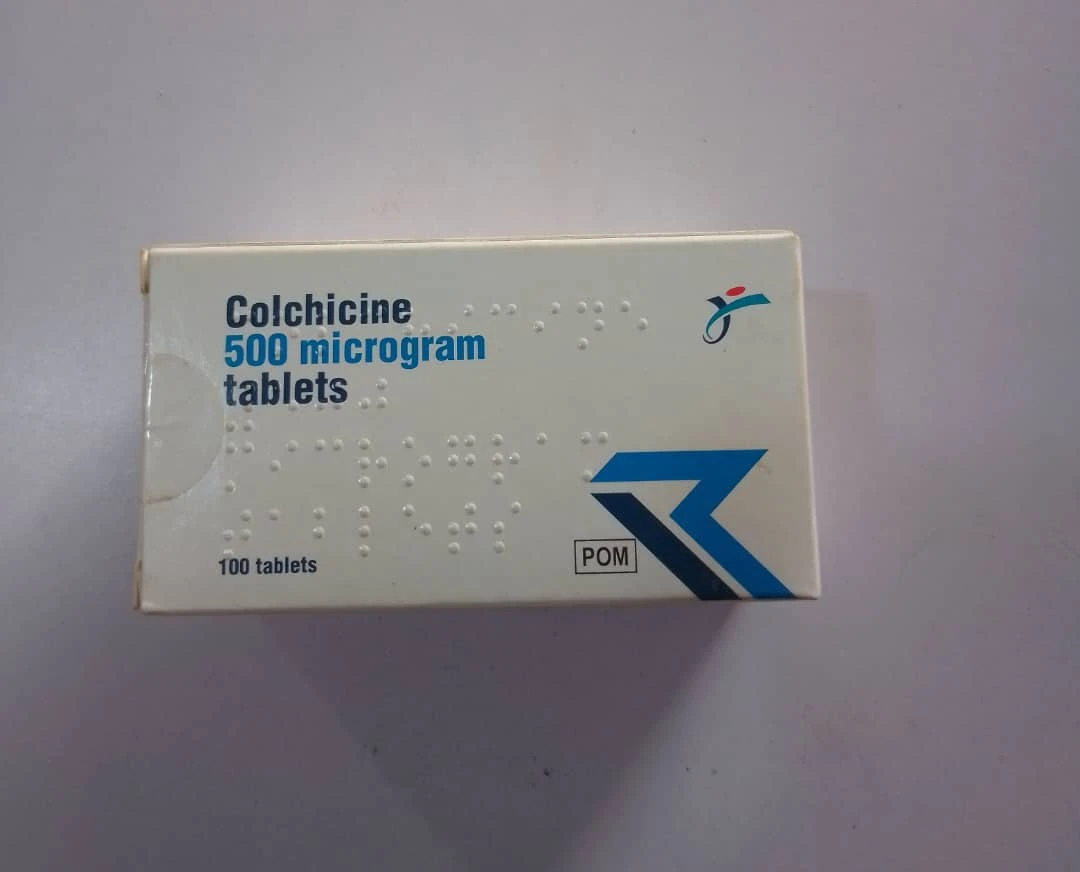 Colchicine
500 microgram
tablets
100 tablets
POM